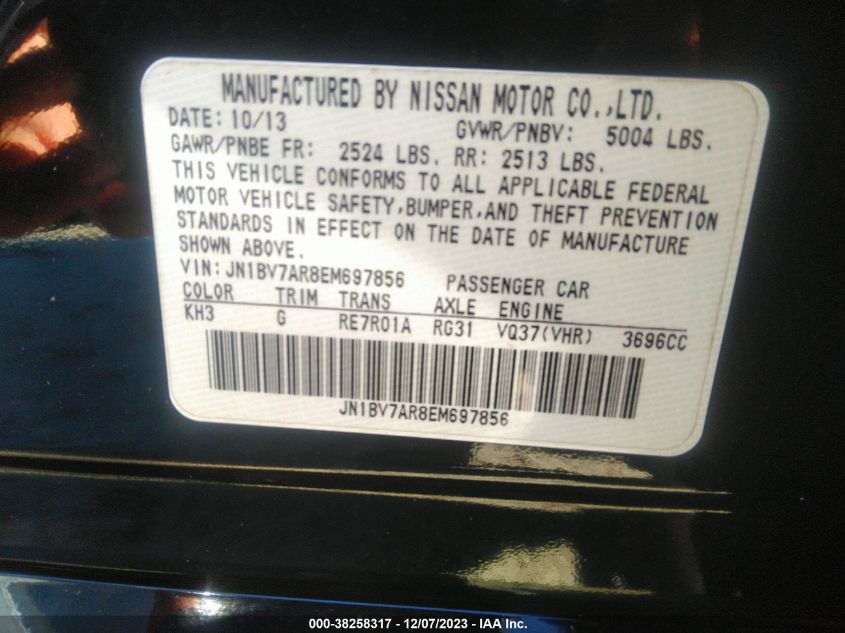 MANUFACTURED BY NISSAN MOTOR CO.,LTD.
DATE: 10/13 GVWR/PNBV: 5004 LBS.
GAWR/PNBE FR: 2524 LBS. RR: 2513 LBS.
THIS VEHICLE CONFORMS TO ALL APPLICABLE FEDERAL
MOTOR VEHICLE SAFETY,BUMPER,AND THEFT PREVENTION
STANDARDS IN EFFECT ON THE DATE OF MANUFACTURE
SHOWN ABOVE.
VIN: JN1BV7AR8EM697856 PASSENGER CAR
COLOR TRIM TRANS AXLE ENGINE
KH3 G RE7R01A RG31 VQ37(VHR) 3696CC
JN1BV7AR8EM697856
000-38258317 - 12/07/2023 - IAA Inc.